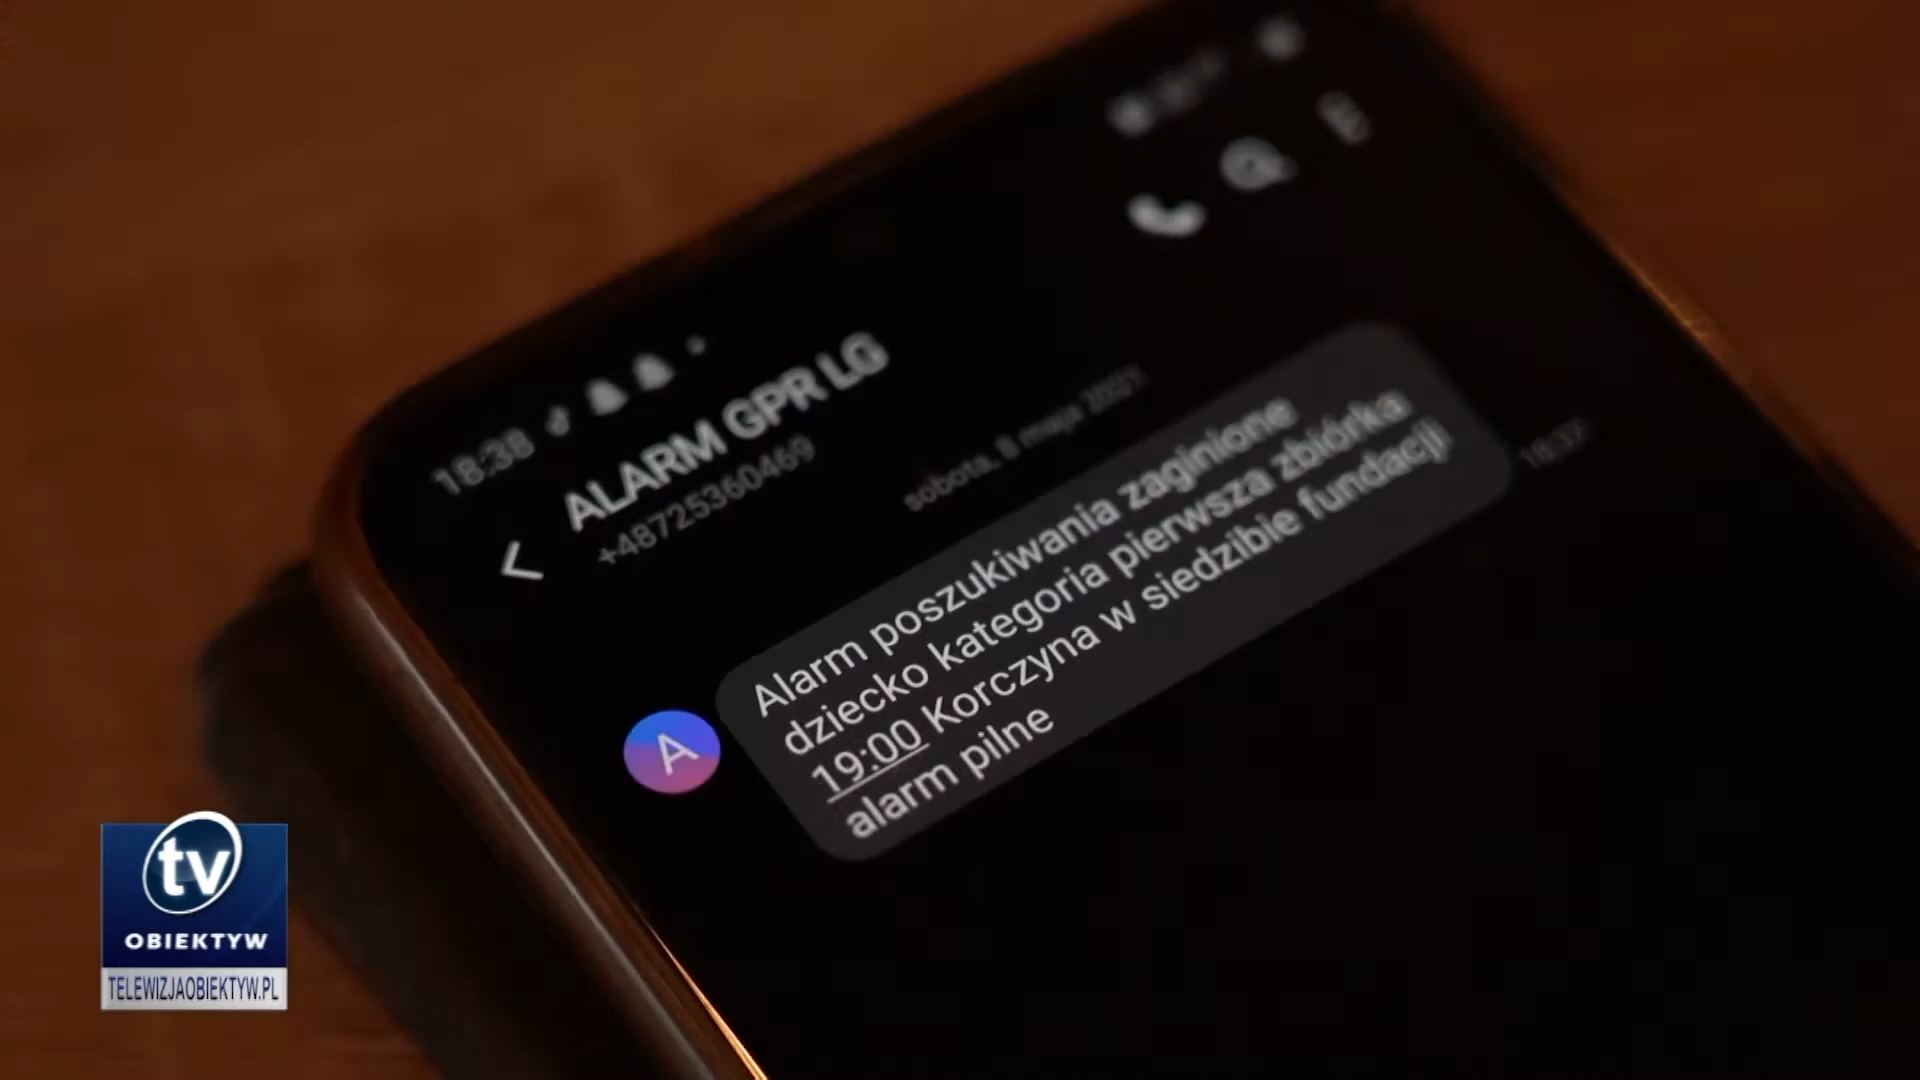 18:38
ALARM GPR LG
+48725360469
sobota, 8 maja 2021
Alarm poszukiwania zaginione
dziecko kategoria pierwsza zbiórka
19:00 Korczyna w siedzibie fundacji
alarm pilne
18:37
A
tv
OBIEKTYW
TELEWIZJAOBIEKTYW.PL